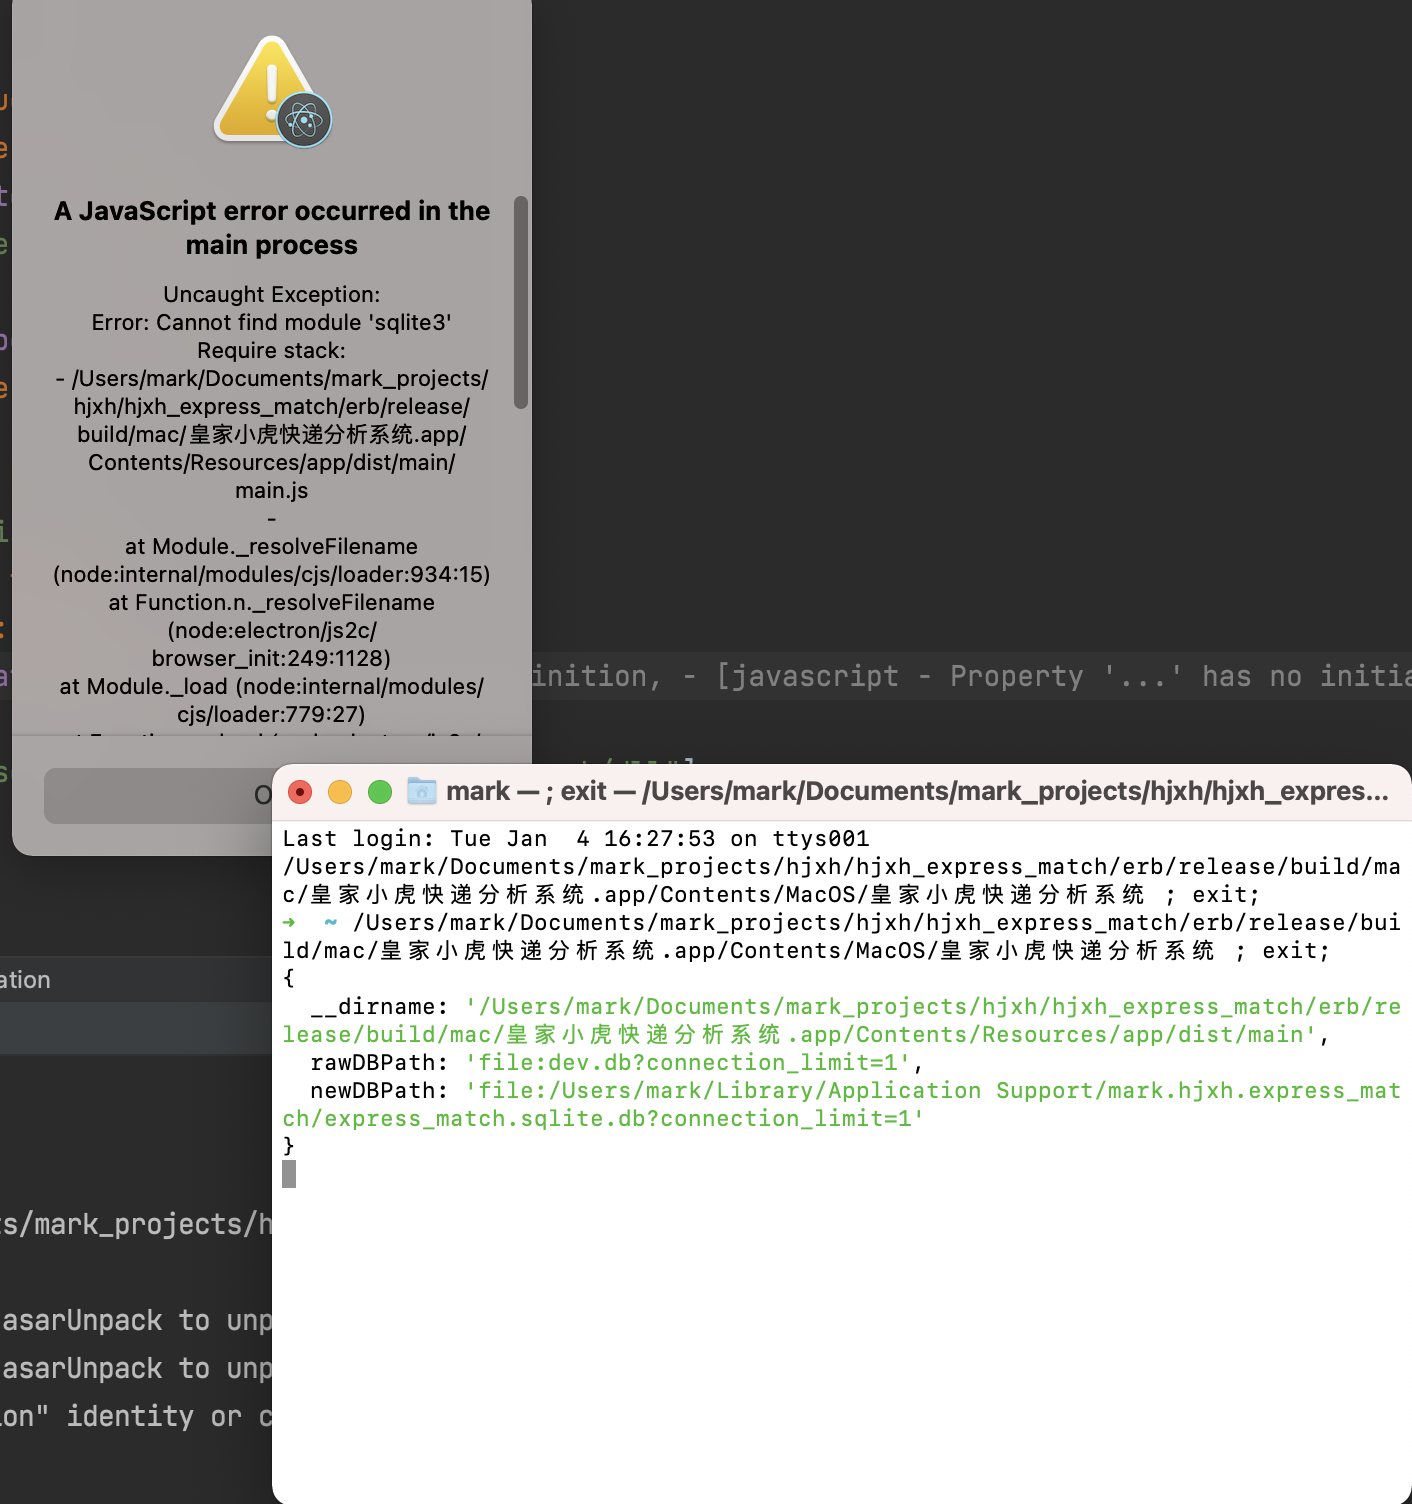 A JavaScript error occurred in the
main process
Uncaught Exception:
Error: Cannot find module 'sqlite3'
Require stack:
- /Users/mark/Documents/mark_projects/
hjxh/hjxh_express_match/erb/release/
build/mac/皇家小虎快递分析系统.app/
Contents/Resources/app/dist/main/
main.js
-
at Module._resolveFilename
(node:internal/modules/cjs/loader:934:15)
at Function.n._resolveFilename
(node:electron/js2c/
browser_init:249:1128)
at Module._load (node:internal/modules/
cjs/loader:779:27)
inition, - [javascript - Property '...' has no initia
mark — ; exit — /Users/mark/Documents/mark_projects/hjxh/hjxh_expres...
Last login: Tue Jan  4 16:27:53 on ttys001
/Users/mark/Documents/mark_projects/hjxh/hjxh_express_match/erb/release/build/ma
c/皇家小虎快递分析系统.app/Contents/MacOS/皇家小虎快递分析系统 ; exit;
➜  ~ /Users/mark/Documents/mark_projects/hjxh/hjxh_express_match/erb/release/bui
ld/mac/皇家小虎快递分析系统.app/Contents/MacOS/皇家小虎快递分析系统 ; exit;
{
__dirname: '/Users/mark/Documents/mark_projects/hjxh/hjxh_express_match/erb/re
lease/build/mac/皇家小虎快递分析系统.app/Contents/Resources/app/dist/main',
rawDBPath: 'file:dev.db?connection_limit=1',
newDBPath: 'file:/Users/mark/Library/Application Support/mark.hjxh.express_mat
ch/express_match.sqlite.db?connection_limit=1'
}
ation
ts/mark_projects/h
asarUnpack to unp
asarUnpack to unp
ion" identity or c